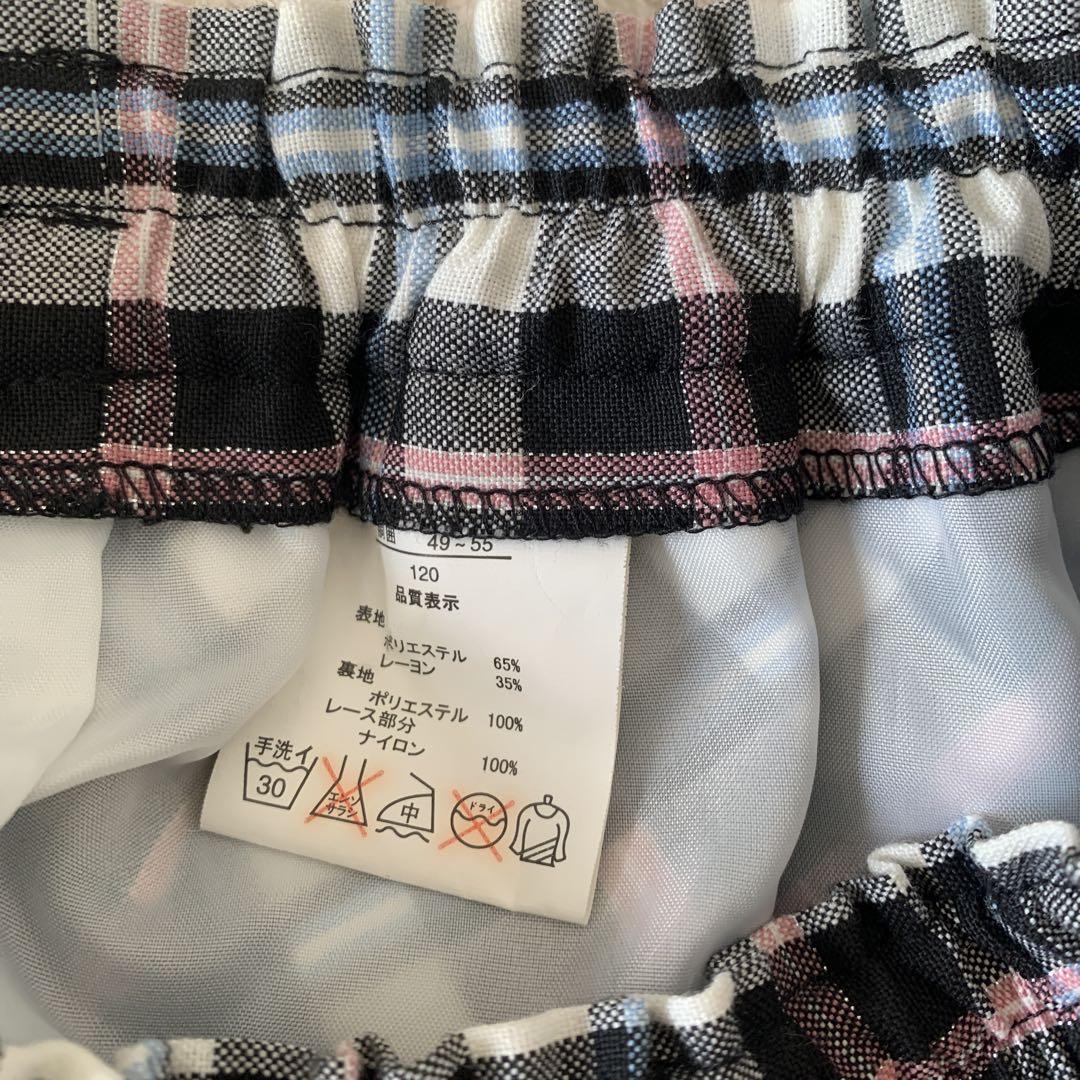 胴囲 49~55
120
品質表示
表地
ポリエステル 65%
レーヨン 35%
裏地
ポリエステル 100%
レース部分
ナイロン 100%
手洗イ
30
エンソ
サラシ
中
ドライ